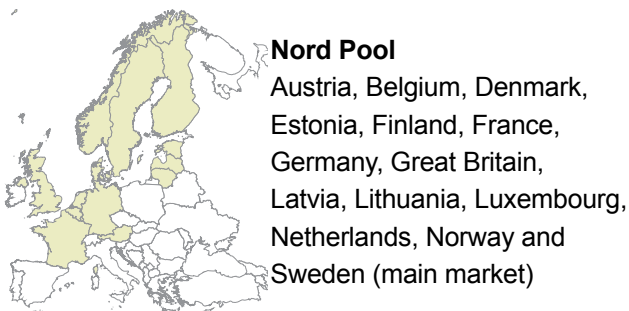 Nord Pool
Austria, Belgium, Denmark,
Estonia, Finland, France,
Germany, Great Britain,
Latvia, Lithuania, Luxembourg,
Netherlands, Norway and
Sweden (main market)